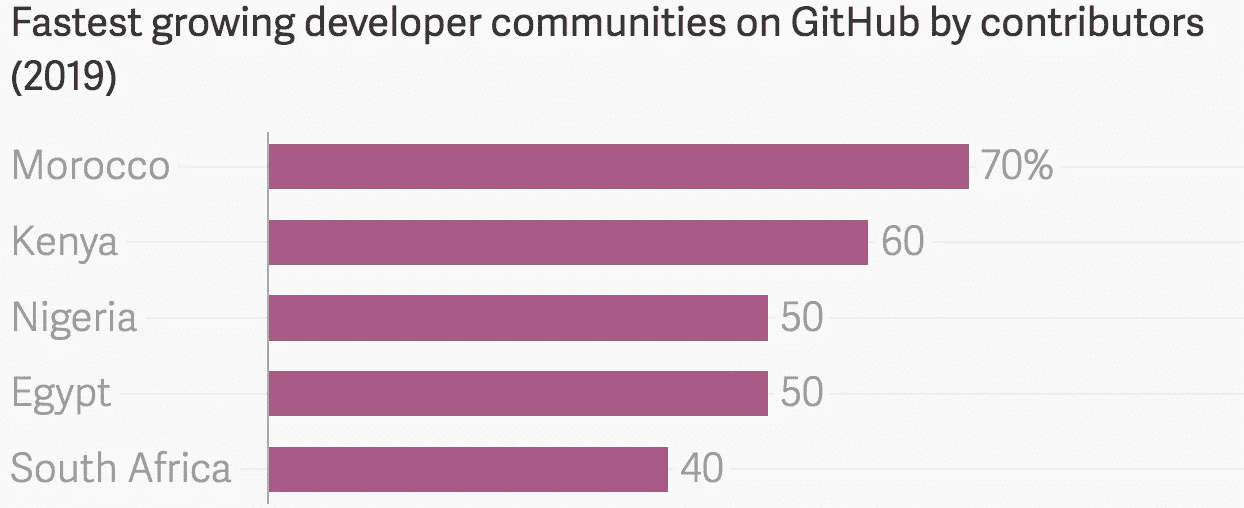 Fastest growing developer communities on GitHub by contributors
(2019)
Morocco 70%
Kenya 60
Nigeria 50
Egypt 50
South Africa 40